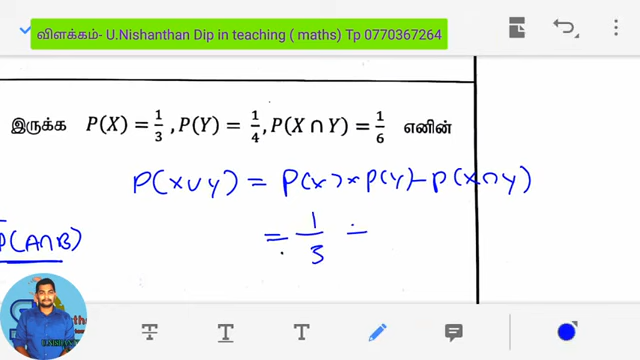 விளக்கம்- U.Nishanthan Dip in teaching ( maths) Tp 0770367264
இருக்க P(X) = 1/3 , P(Y) = 1/4 , P(X ∩ Y) = 1/6 எனின்
P(X∪Y) = P(X) × P(Y) − P(X∩Y)
P(A∩B)
= 1/3 ÷